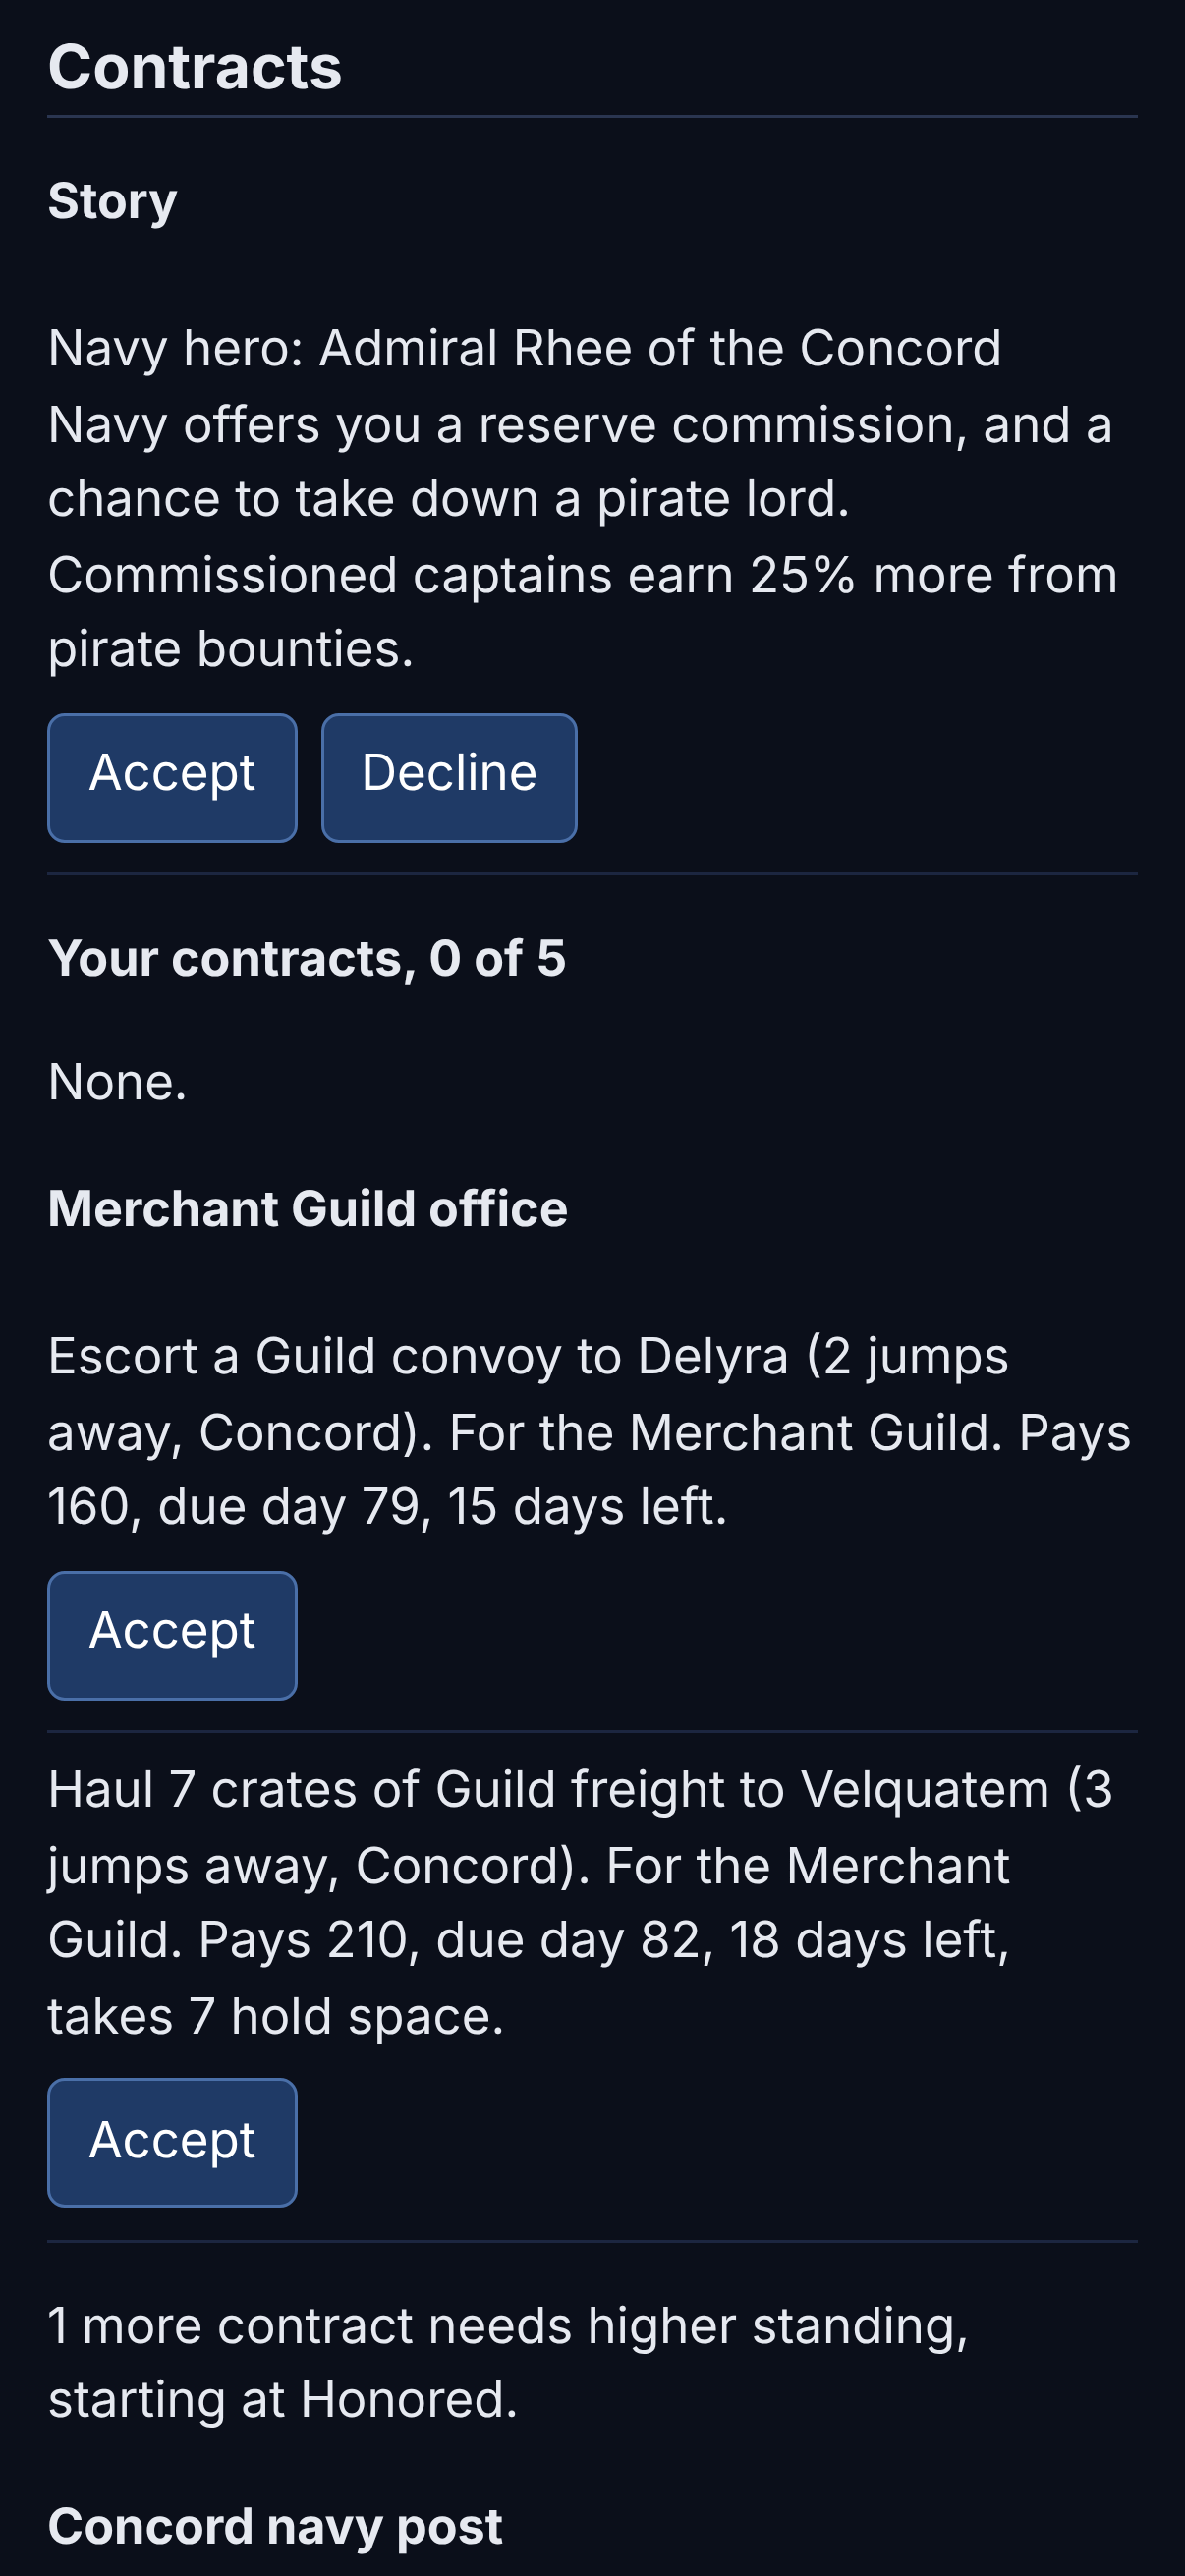 Contracts
Story
Navy hero: Admiral Rhee of the Concord
Navy offers you a reserve commission, and a
chance to take down a pirate lord.
Commissioned captains earn 25% more from
pirate bounties.
Accept Decline
Your contracts, 0 of 5
None.
Merchant Guild office
Escort a Guild convoy to Delyra (2 jumps
away, Concord). For the Merchant Guild. Pays
160, due day 79, 15 days left.
Accept
Haul 7 crates of Guild freight to Velquatem (3
jumps away, Concord). For the Merchant
Guild. Pays 210, due day 82, 18 days left,
takes 7 hold space.
Accept
1 more contract needs higher standing,
starting at Honored.
Concord navy post